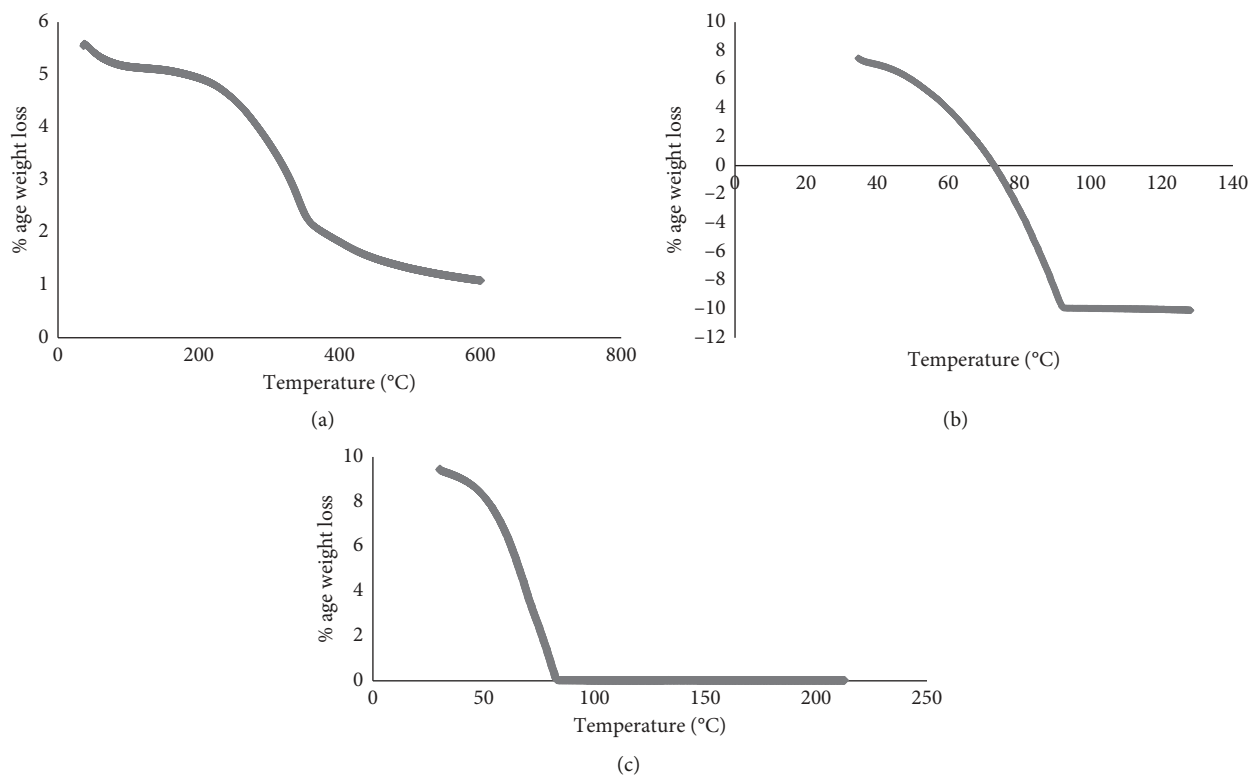 6
5
4
3
2
1
0
% age weight loss
0 200 400 600 800
Temperature (°C)
(a)
10
8
6
4
2
0
−2
−4
−6
−8
−10
−12
% age weight loss
0 20 40 60 80 100 120 140
Temperature (°C)
(b)
10
8
6
4
2
0
% age weight loss
0 50 100 150 200 250
Temperature (°C)
(c)